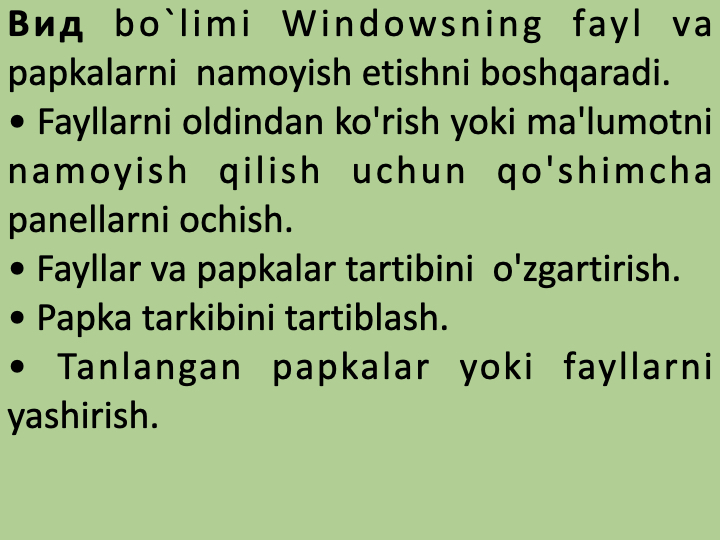 Вид bo`limi Windowsning fayl va
papkalarni  namoyish etishni boshqaradi.
• Fayllarni oldindan ko'rish yoki ma'lumotni
namoyish qilish uchun qo'shimcha
panellarni ochish.
• Fayllar va papkalar tartibini  o'zgartirish.
• Papka tarkibini tartiblash.
• Tanlangan papkalar yoki fayllarni
yashirish.